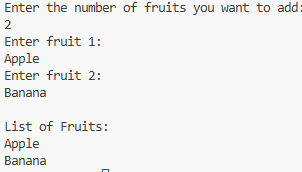 Enter the number of fruits you want to add:
2
Enter fruit 1:
Apple
Enter fruit 2:
Banana

List of Fruits:
Apple
Banana